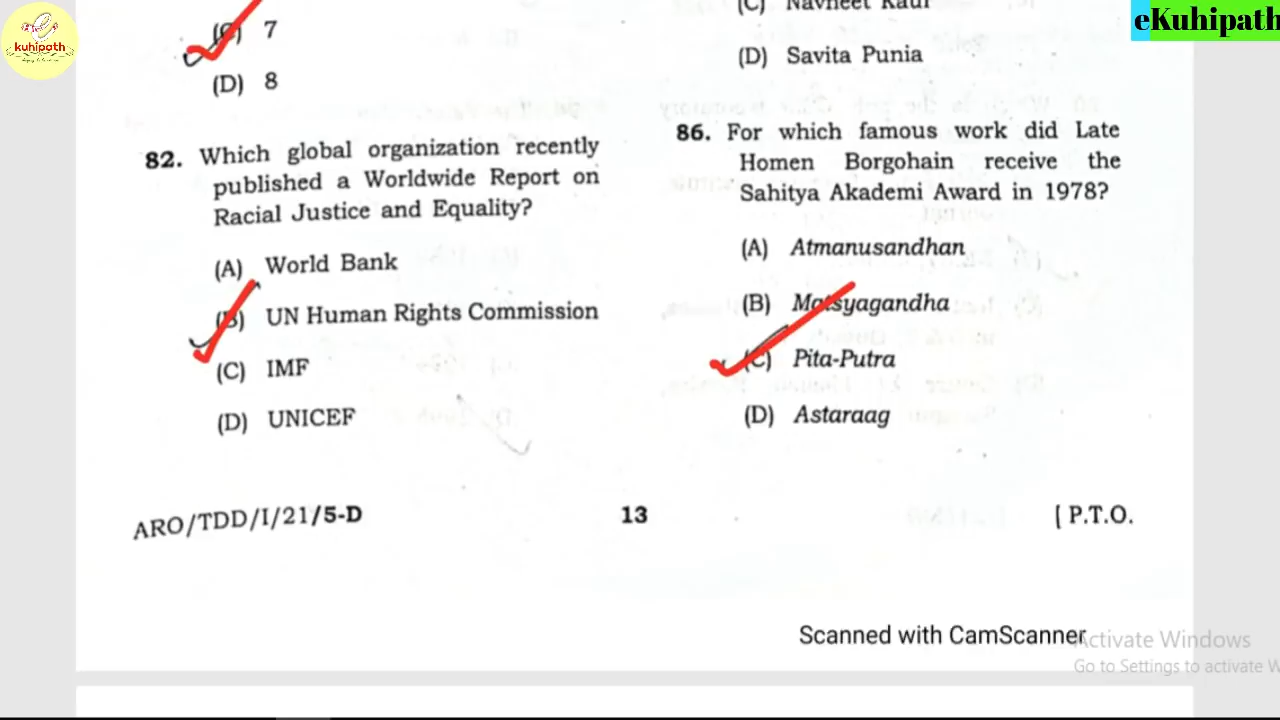 kuhipath
eKuhipath
(C) 7
(D) 8
82. Which global organization recently
published a Worldwide Report on
Racial Justice and Equality?
(A) World Bank
(B) UN Human Rights Commission
(C) IMF
(D) UNICEF
(C) Navneet Kaur
(D) Savita Punia
86. For which famous work did Late
Homen Borgohain receive the
Sahitya Akademi Award in 1978?
(A) Atmanusandhan
(B) Matsyagandha
(C) Pita-Putra
(D) Astaraag
ARO/TDD/I/21/5-D
13
[ P.T.O.
Scanned with CamScanner
Activate Windows
Go to Settings to activate W